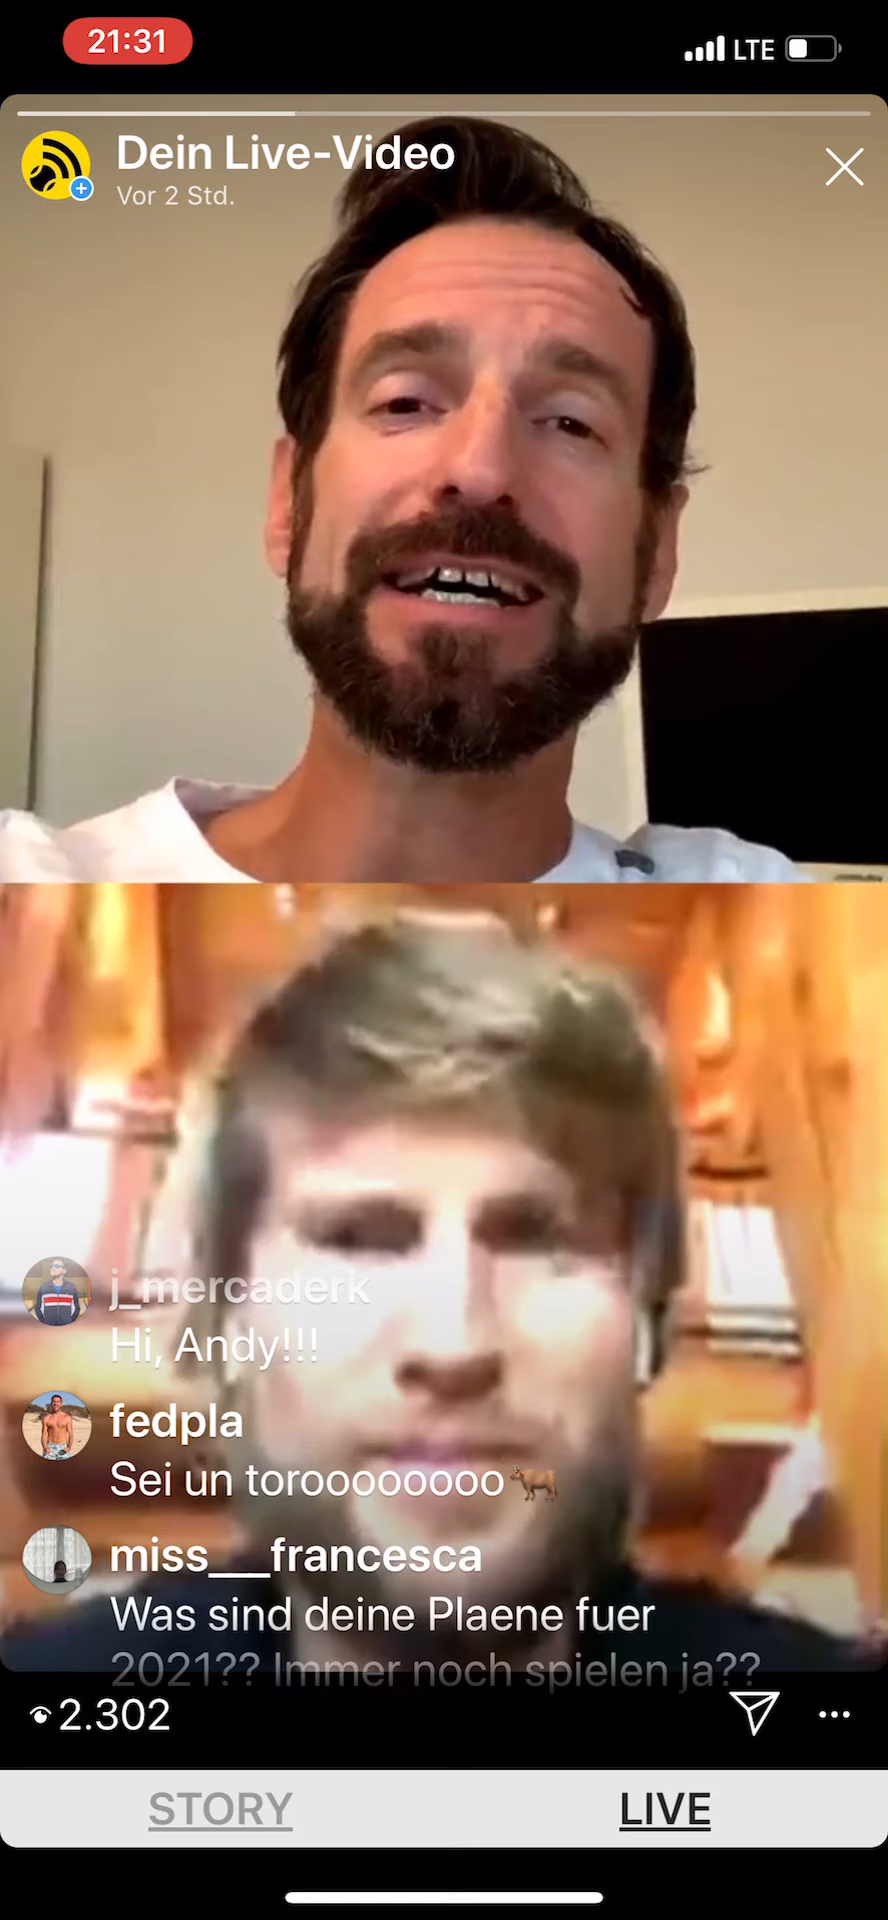 21:31
LTE
Dein Live-Video
Vor 2 Std.
j_mercaderk
Hi, Andy!!!
fedpla
Sei un toroooooooo🐂
miss___francesca
Was sind deine Plaene fuer
2021?? Immer noch spielen ja??
2.302
STORY
LIVE